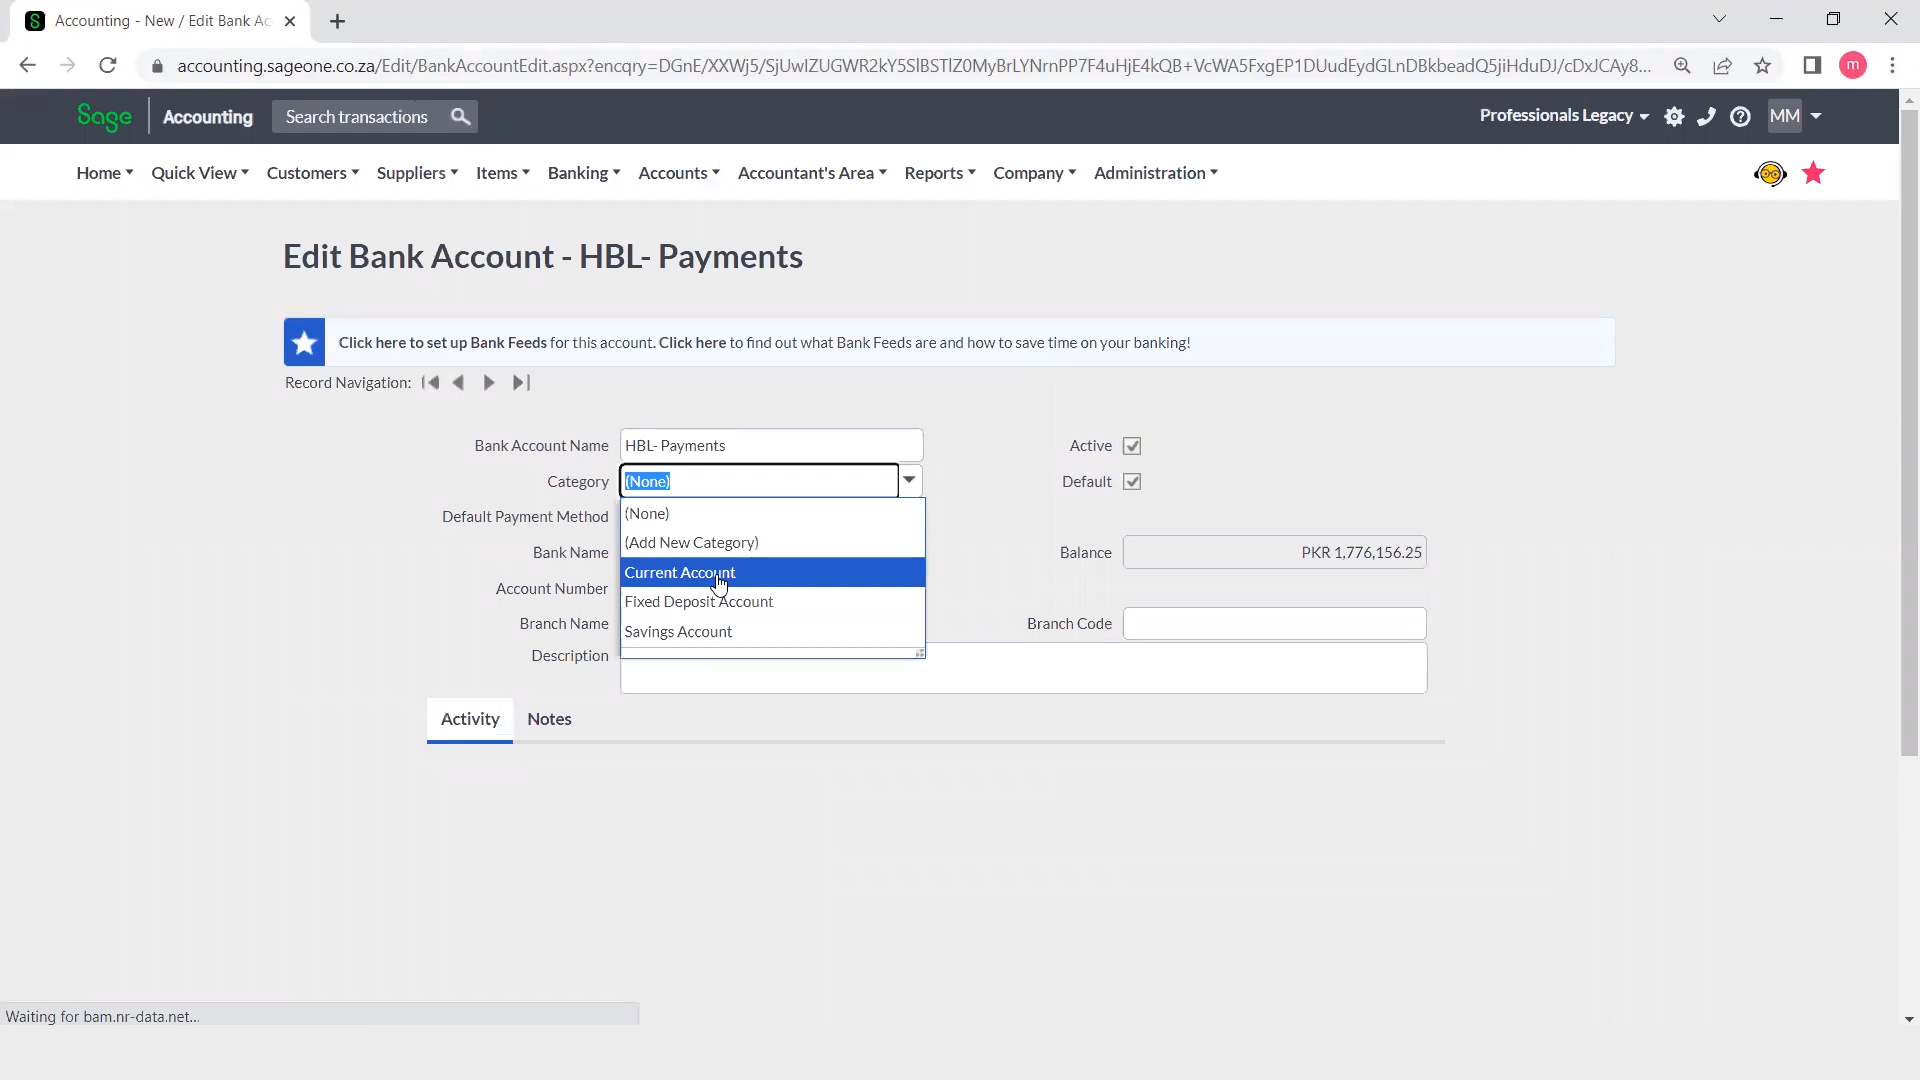 Accounting - New / Edit Bank Ac
accounting.sageone.co.za/Edit/BankAccountEdit.aspx?encqry=DGnE/XXWj5/SjUwIZUGWR2kY5SlBSTlZ0MyBrLYNrnPP7F4uHjE4kQB+VcWA5FxgEP1DUudEydGLnDBkbeadQ5jiHduDJ/cDxJCAy8...
m
Sage Accounting Search transactions Professionals Legacy MM
Home Quick View Customers Suppliers Items Banking Accounts Accountant's Area Reports Company Administration
Edit Bank Account - HBL- Payments
Click here to set up Bank Feeds for this account. Click here to find out what Bank Feeds are and how to save time on your banking!
Record Navigation:
Bank Account Name HBL- Payments Active
Category (None) Default
(None)
Default Payment Method
(Add New Category)
Bank Name Balance PKR 1,776,156.25
Current Account
Account Number
Fixed Deposit Account
Branch Name Branch Code
Savings Account
Description
Activity Notes
Waiting for bam.nr-data.net...